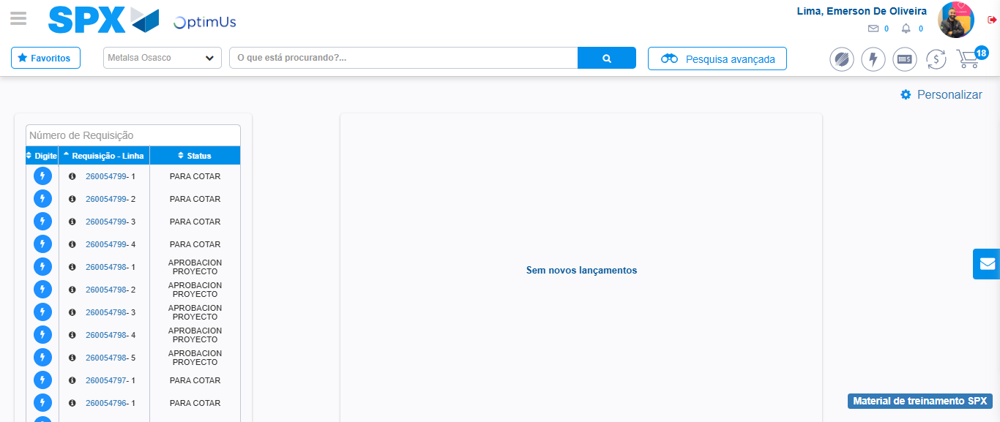 Lima, Emerson De Oliveira
SPX OptimUs
0 0
Favoritos Metalsa Osasco O que está procurando?... Pesquisa avançada $ 18
Personalizar
Número de Requisição
Digite Requisição - Linha Status
260054799- 1 PARA COTAR
260054799- 2 PARA COTAR
260054799- 3 PARA COTAR
260054799- 4 PARA COTAR
260054798- 1 APROBACION
PROYECTO
260054798- 2 APROBACION
PROYECTO
260054798- 3 APROBACION
PROYECTO
260054798- 4 APROBACION
PROYECTO
260054798- 5 APROBACION
PROYECTO
260054797- 1 PARA COTAR
260054796- 1 PARA COTAR
Sem novos lançamentos
Material de treinamento SPX